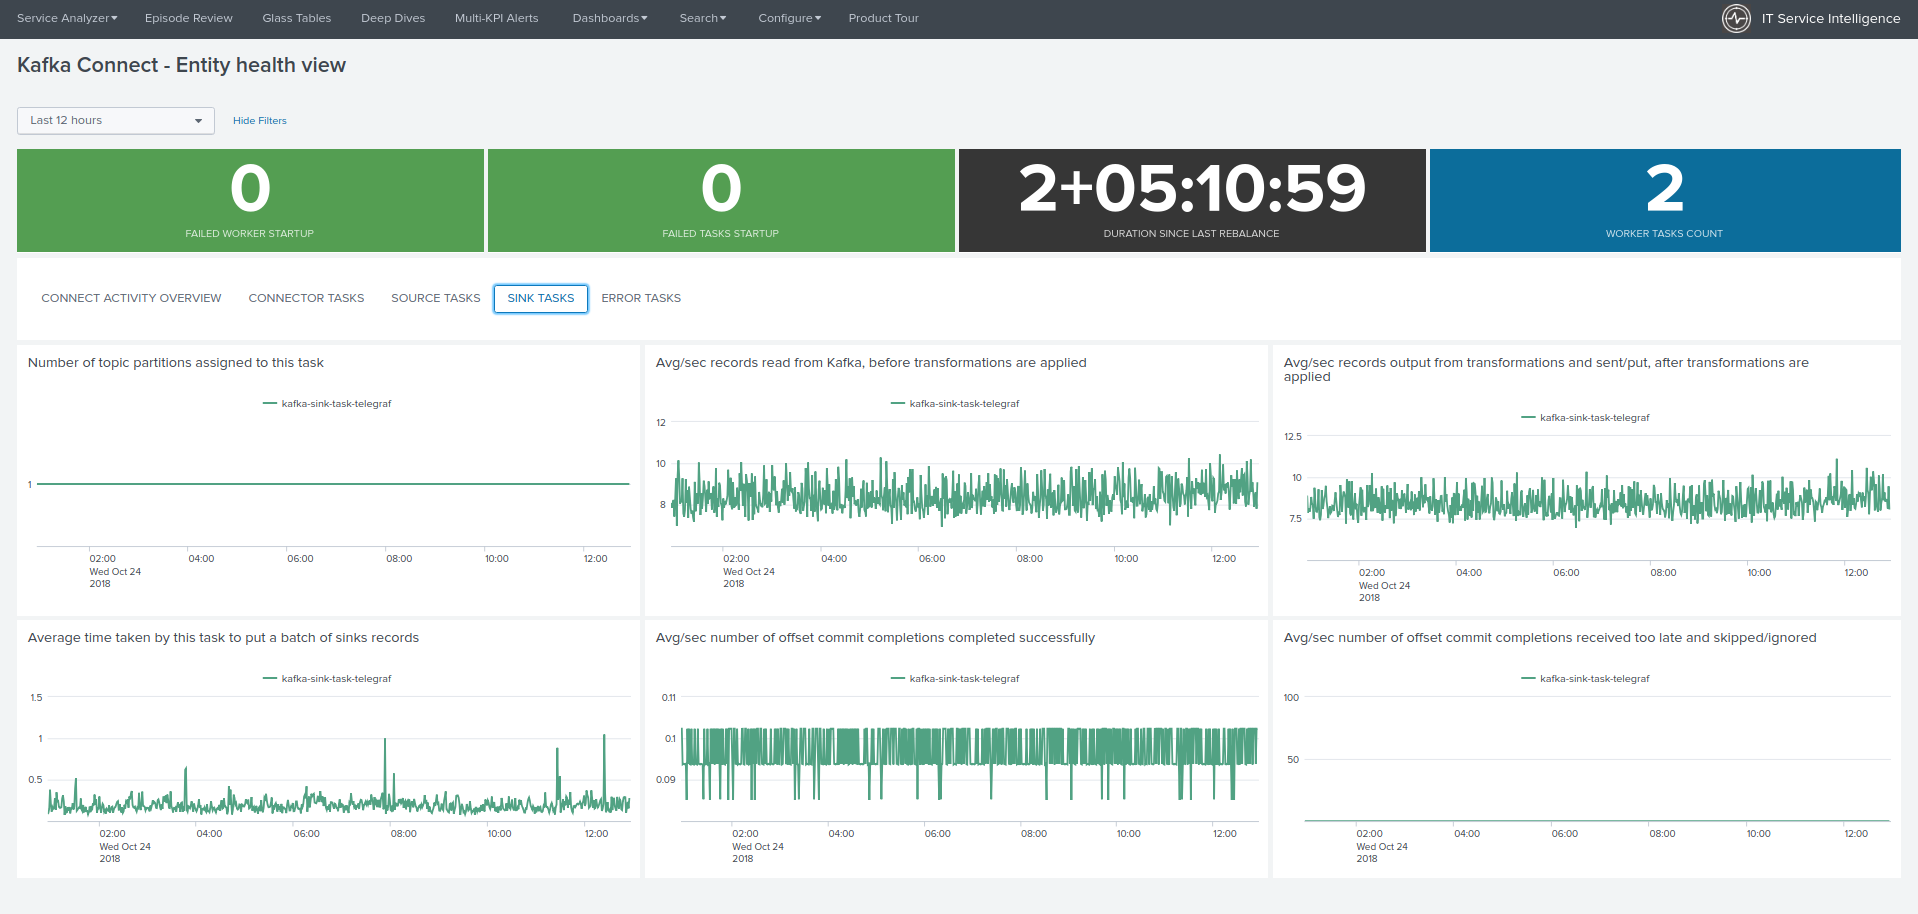 Service Analyzer Episode Review Glass Tables Deep Dives Multi-KPI Alerts Dashboards Search Configure Product Tour IT Service Intelligence
Kafka Connect - Entity health view
Last 12 hours Hide Filters
0 0 2+05:10:59 2
FAILED WORKER STARTUP FAILED TASKS STARTUP DURATION SINCE LAST REBALANCE WORKER TASKS COUNT
CONNECT ACTIVITY OVERVIEW CONNECTOR TASKS SOURCE TASKS SINK TASKS ERROR TASKS
Number of topic partitions assigned to this task
kafka-sink-task-telegraf
1
02:00 04:00 06:00 08:00 10:00 12:00
Wed Oct 24
2018
Avg/sec records read from Kafka, before transformations are applied
kafka-sink-task-telegraf
12
10
8
02:00 04:00 06:00 08:00 10:00 12:00
Wed Oct 24
2018
Avg/sec records output from transformations and sent/put, after transformations are
applied
kafka-sink-task-telegraf
12.5
10
7.5
02:00 04:00 06:00 08:00 10:00 12:00
Wed Oct 24
2018
Average time taken by this task to put a batch of sinks records
kafka-sink-task-telegraf
1.5
1
0.5
02:00 04:00 06:00 08:00 10:00 12:00
Wed Oct 24
2018
Avg/sec number of offset commit completions completed successfully
kafka-sink-task-telegraf
0.11
0.1
0.09
02:00 04:00 06:00 08:00 10:00 12:00
Wed Oct 24
2018
Avg/sec number of offset commit completions received too late and skipped/ignored
kafka-sink-task-telegraf
100
50
02:00 04:00 06:00 08:00 10:00 12:00
Wed Oct 24
2018